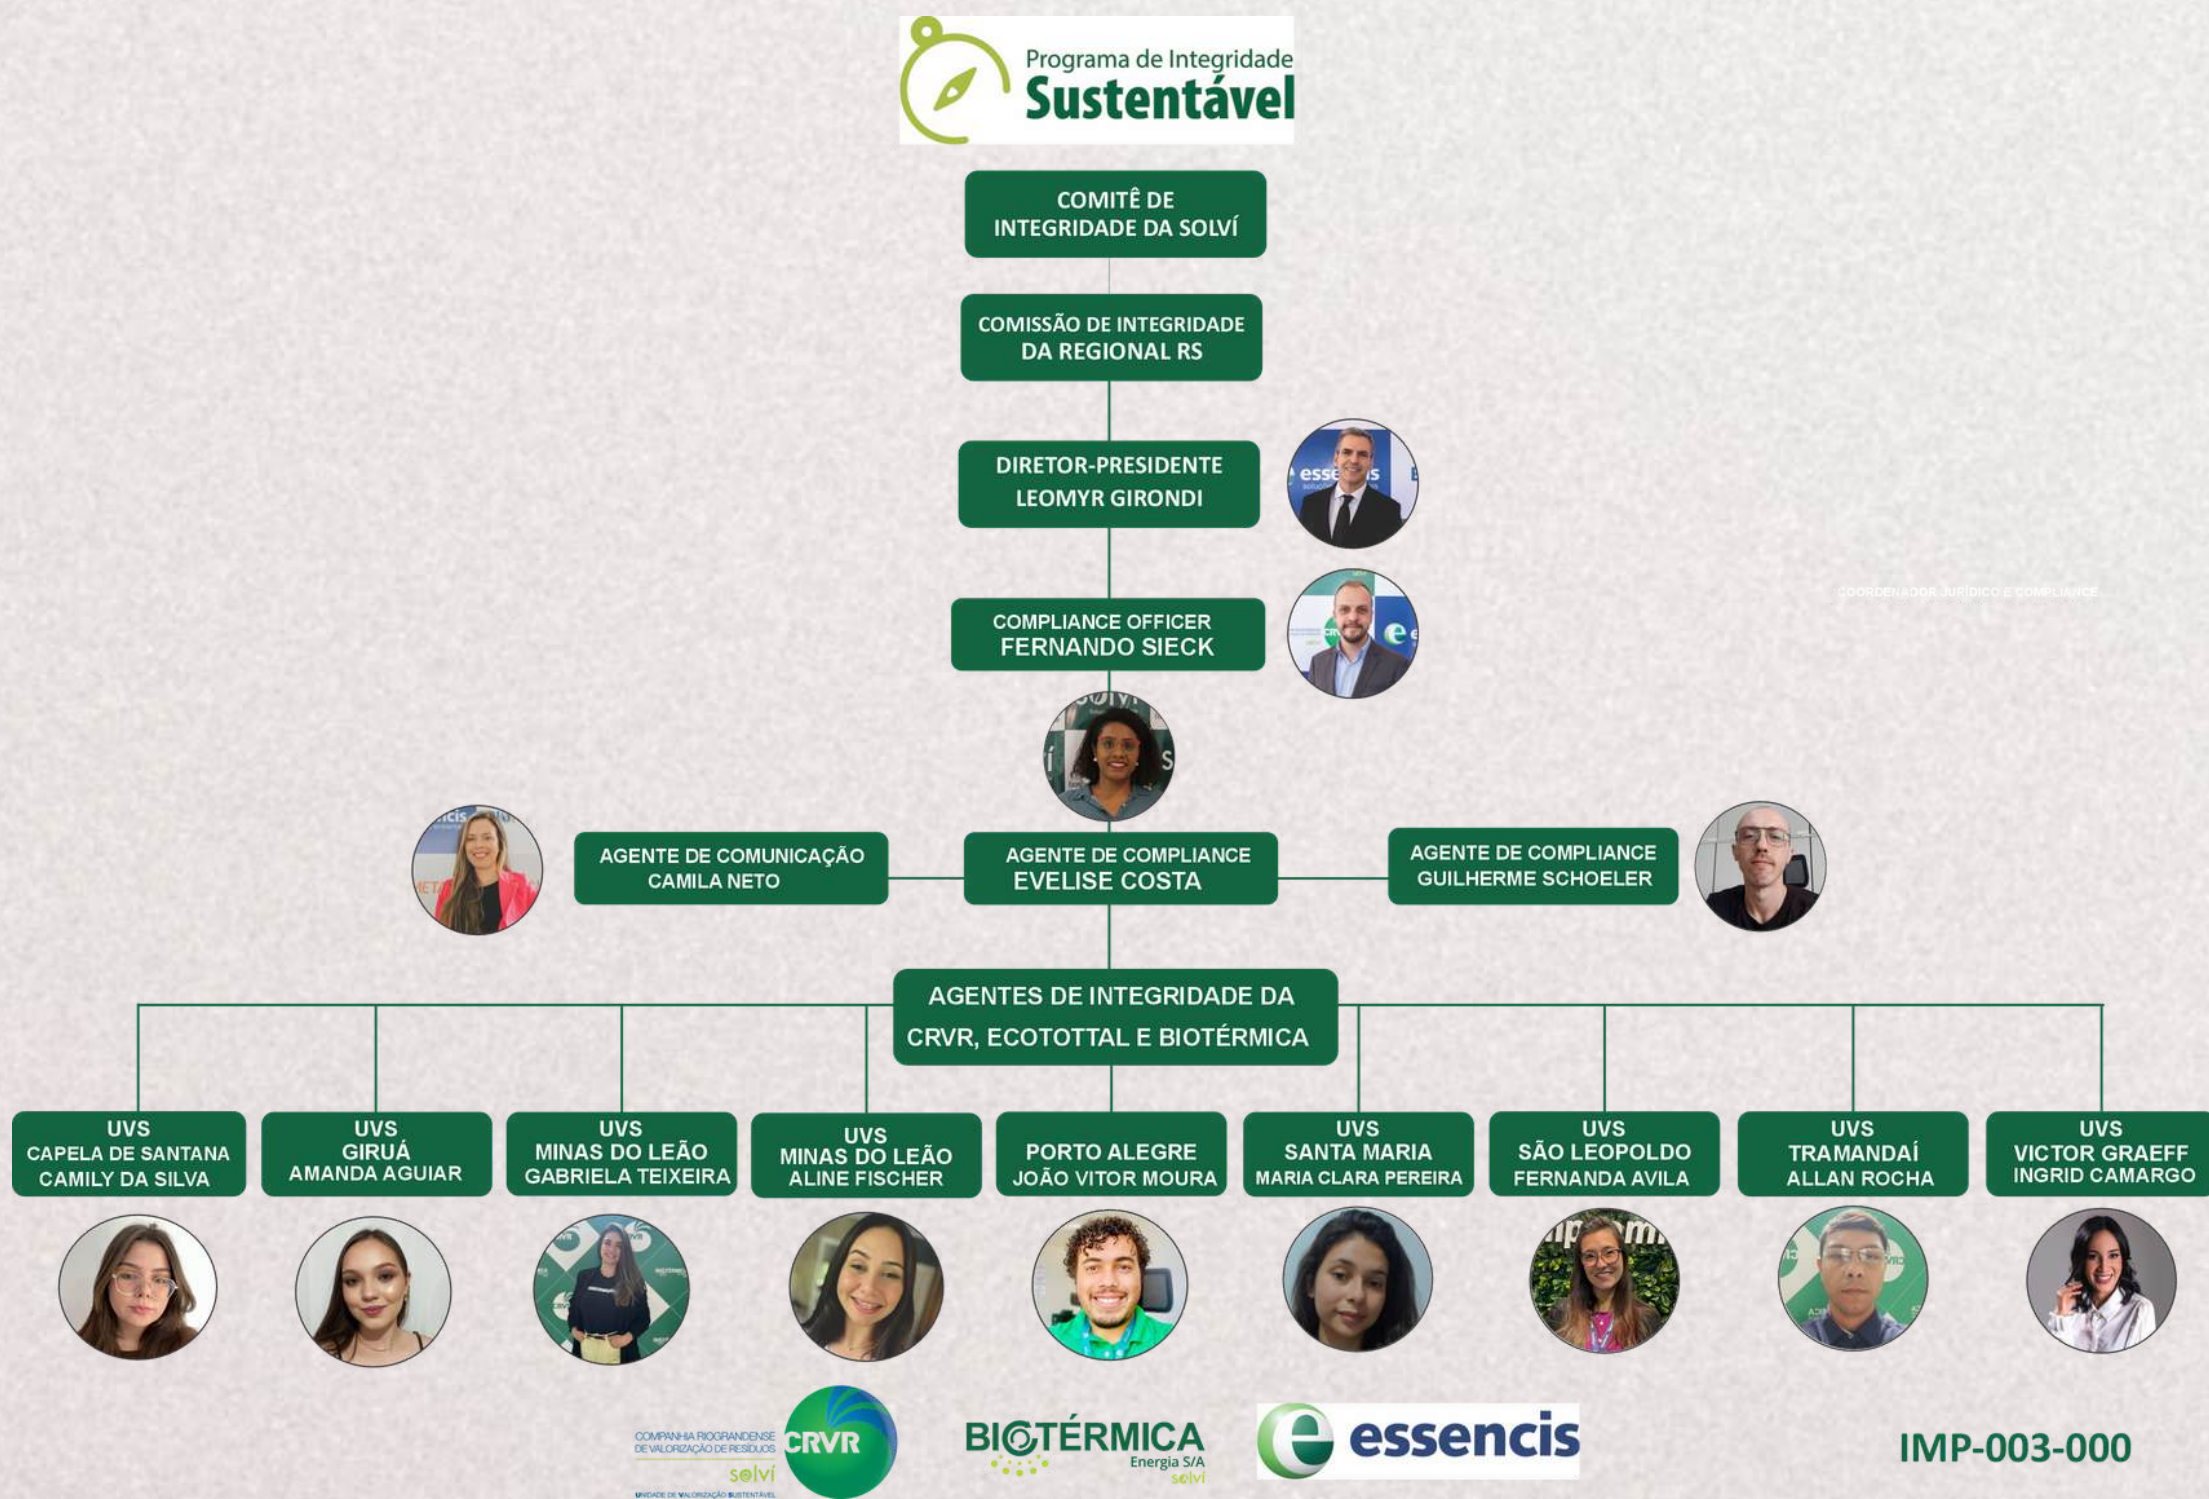 Programa de Integridade
Sustentável
COMITÊ DE
INTEGRIDADE DA SOLVÍ
COMISSÃO DE INTEGRIDADE
DA REGIONAL RS
DIRETOR-PRESIDENTE
LEOMYR GIRONDI
COORDENADOR JURÍDICO E COMPLIANCE
COMPLIANCE OFFICER
FERNANDO SIECK
AGENTE DE COMUNICAÇÃO
CAMILA NETO
AGENTE DE COMPLIANCE
EVELISE COSTA
AGENTE DE COMPLIANCE
GUILHERME SCHOELER
AGENTES DE INTEGRIDADE DA
CRVR, ECOTOTTAL E BIOTÉRMICA
UVS
CAPELA DE SANTANA
CAMILY DA SILVA
UVS
GIRUÁ
AMANDA AGUIAR
UVS
MINAS DO LEÃO
GABRIELA TEIXEIRA
UVS
MINAS DO LEÃO
ALINE FISCHER
PORTO ALEGRE
JOÃO VITOR MOURA
UVS
SANTA MARIA
MARIA CLARA PEREIRA
UVS
SÃO LEOPOLDO
FERNANDA AVILA
UVS
TRAMANDAÍ
ALLAN ROCHA
UVS
VICTOR GRAEFF
INGRID CAMARGO
COMPANHIA RIOGRANDENSE
DE VALORIZAÇÃO DE RESÍDUOS
solví
UNIDADE DE VALORIZAÇÃO SUSTENTÁVEL
CRVR
BIOTÉRMICA
Energia S/A
solví
essencis
IMP-003-000